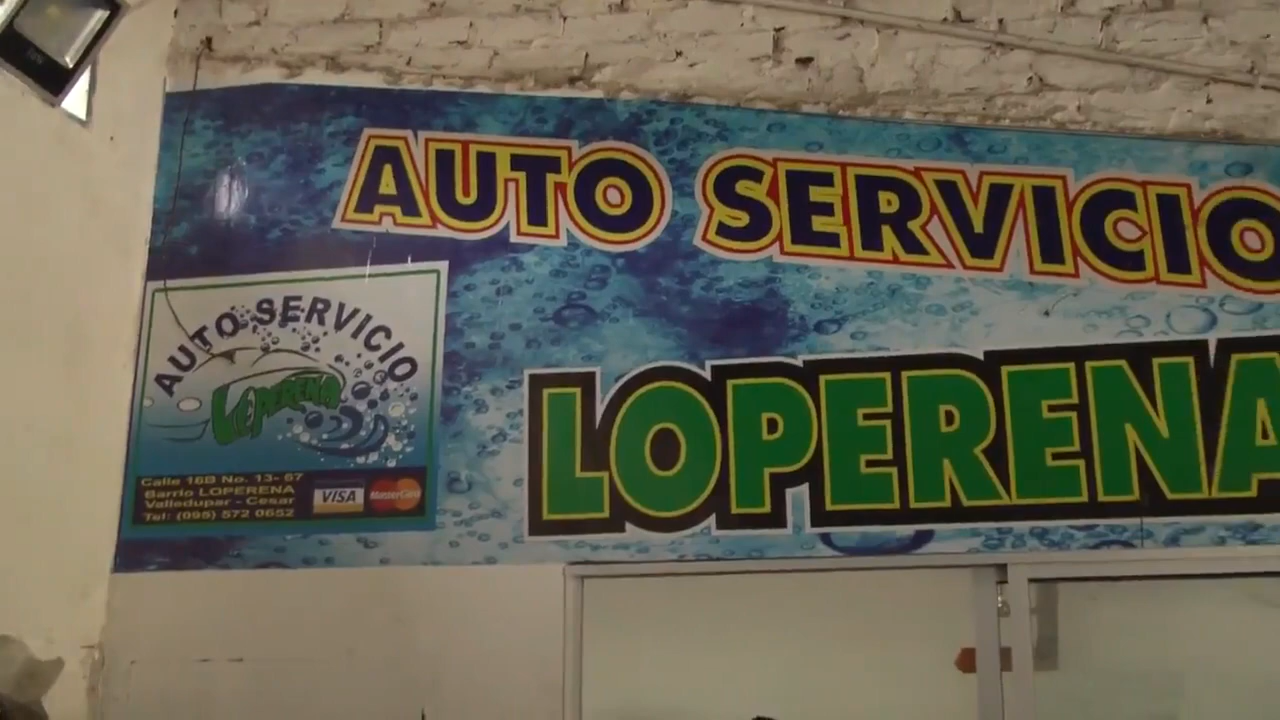 AUTO SERVICIO
LOPERENA
AUTO SERVICIO
LOPERENA
Calle 16B No. 13- 67
Barrio LOPERENA
Valledupar - Cesar
Tel: (095) 572 0652
VISA
MasterCard